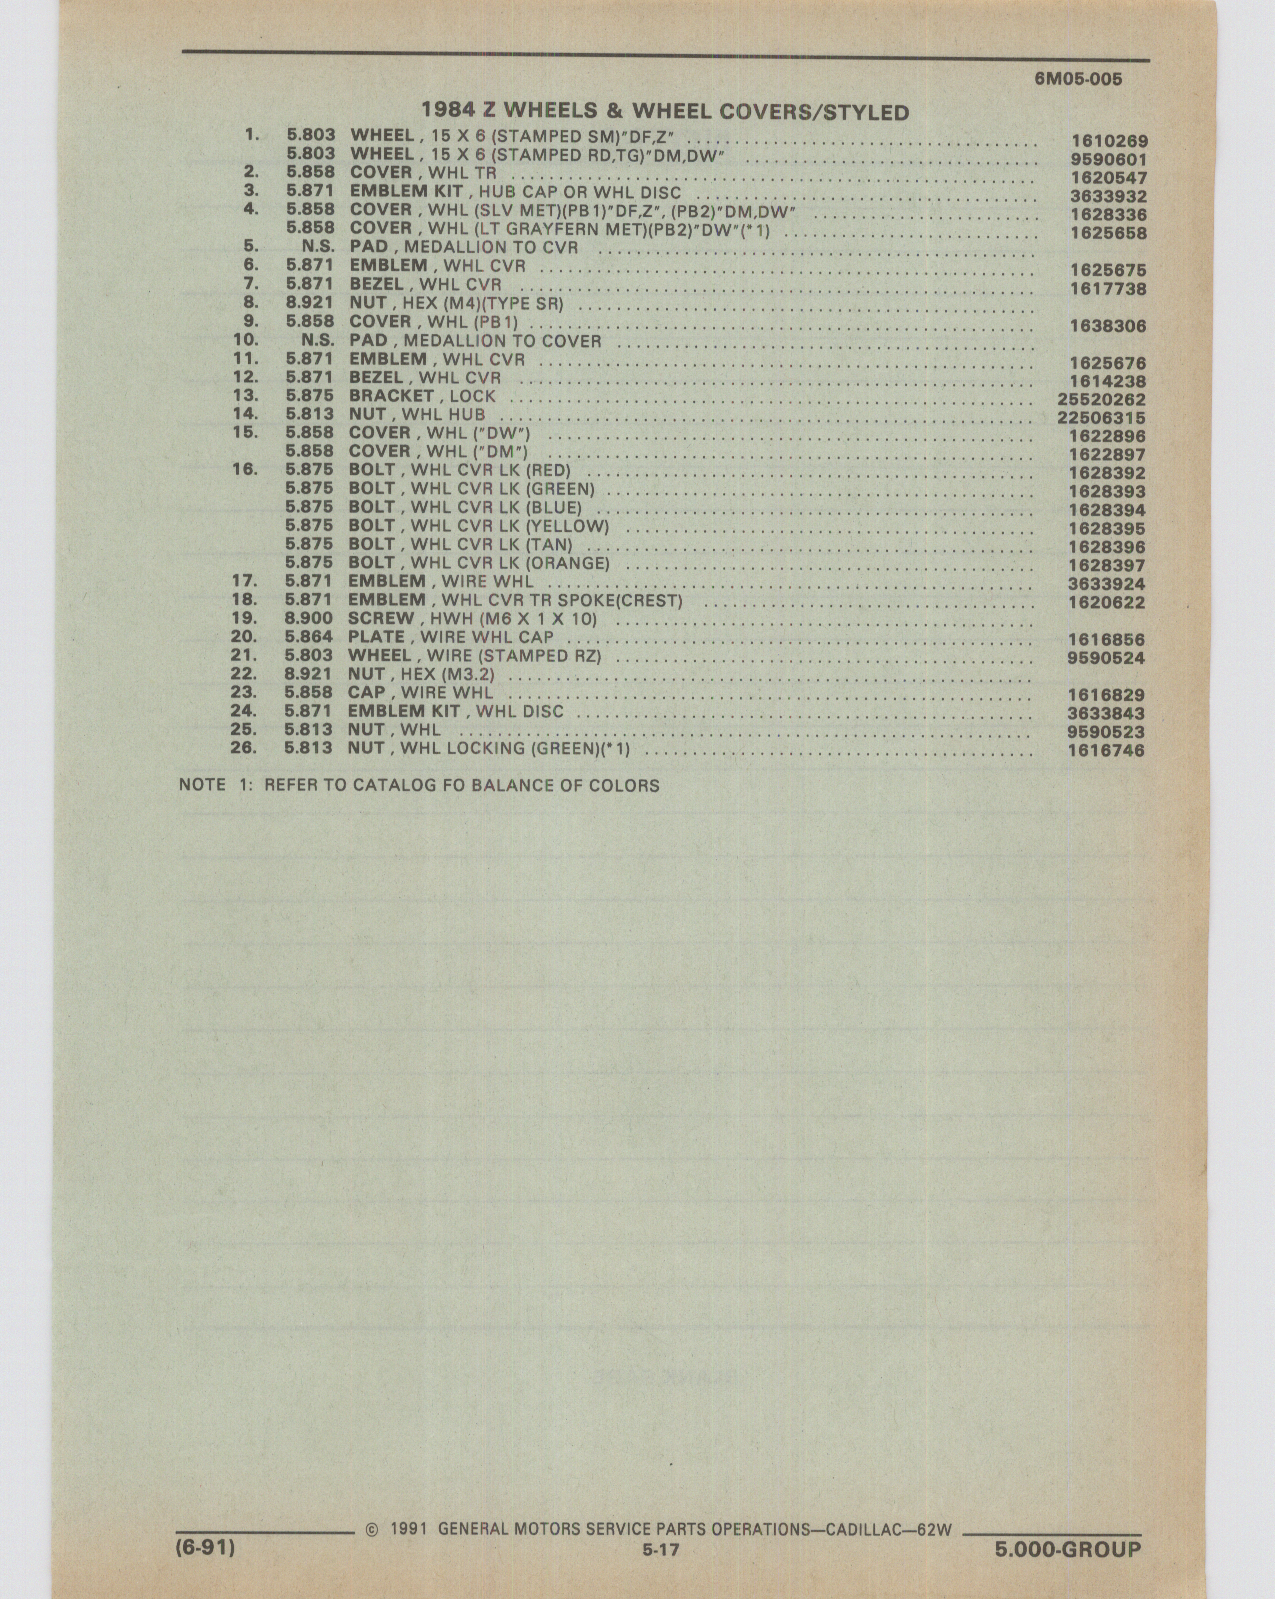 6M05-005
1984 Z WHEELS & WHEEL COVERS/STYLED
1. 5.803 WHEEL , 15 X 6 (STAMPED SM)"DF,Z" 1610269
5.803 WHEEL , 15 X 6 (STAMPED RD,TG)"DM,DW" 9590601
2. 5.858 COVER , WHL TR 1620547
3. 5.871 EMBLEM KIT , HUB CAP OR WHL DISC 3633932
4. 5.858 COVER , WHL (SLV MET)(PB1)"DF,Z", (PB2)"DM,DW" 1628336
5.858 COVER , WHL (LT GRAYFERN MET)(PB2)"DW"(*1) 1625658
5. N.S. PAD , MEDALLION TO CVR
6. 5.871 EMBLEM , WHL CVR 1625675
7. 5.871 BEZEL , WHL CVR 1617738
8. 8.921 NUT , HEX (M4)(TYPE SR)
9. 5.858 COVER , WHL (PB1) 1638306
10. N.S. PAD , MEDALLION TO COVER
11. 5.871 EMBLEM , WHL CVR 1625676
12. 5.871 BEZEL , WHL CVR 1614238
13. 5.875 BRACKET , LOCK 25520262
14. 5.813 NUT , WHL HUB 22506315
15. 5.858 COVER , WHL ("DW") 1622896
5.858 COVER , WHL ("DM") 1622897
16. 5.875 BOLT , WHL CVR LK (RED) 1628392
5.875 BOLT , WHL CVR LK (GREEN) 1628393
5.875 BOLT , WHL CVR LK (BLUE) 1628394
5.875 BOLT , WHL CVR LK (YELLOW) 1628395
5.875 BOLT , WHL CVR LK (TAN) 1628396
5.875 BOLT , WHL CVR LK (ORANGE) 1628397
17. 5.871 EMBLEM , WIRE WHL 3633924
18. 5.871 EMBLEM , WHL CVR TR SPOKE(CREST) 1620622
19. 8.900 SCREW , HWH (M6 X 1 X 10)
20. 5.864 PLATE , WIRE WHL CAP 1616856
21. 5.803 WHEEL , WIRE (STAMPED RZ) 9590524
22. 8.921 NUT , HEX (M3.2)
23. 5.858 CAP , WIRE WHL 1616829
24. 5.871 EMBLEM KIT , WHL DISC 3633843
25. 5.813 NUT , WHL 9590523
26. 5.813 NUT , WHL LOCKING (GREEN)(*1) 1616746
NOTE 1: REFER TO CATALOG FO BALANCE OF COLORS
© 1991 GENERAL MOTORS SERVICE PARTS OPERATIONS—CADILLAC—62W
(6-91) 5-17 5.000-GROUP